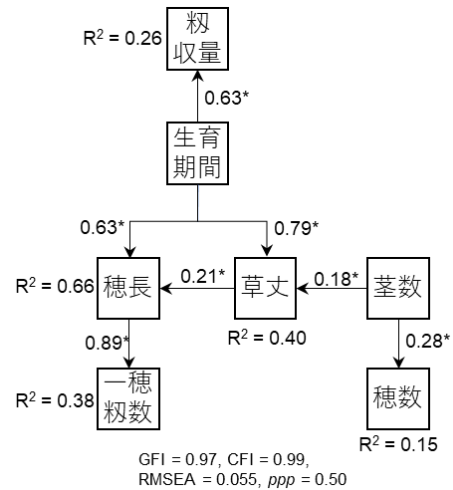 籾
収量
R² = 0.26
0.63*
生育
期間
0.63*
0.79*
R² = 0.66
穂長
0.21*
草丈
0.18*
茎数
R² = 0.40
0.89*
0.28*
R² = 0.38
一穂
籾数
穂数
R² = 0.15
GFI = 0.97, CFI = 0.99,
RMSEA = 0.055, ppp = 0.50